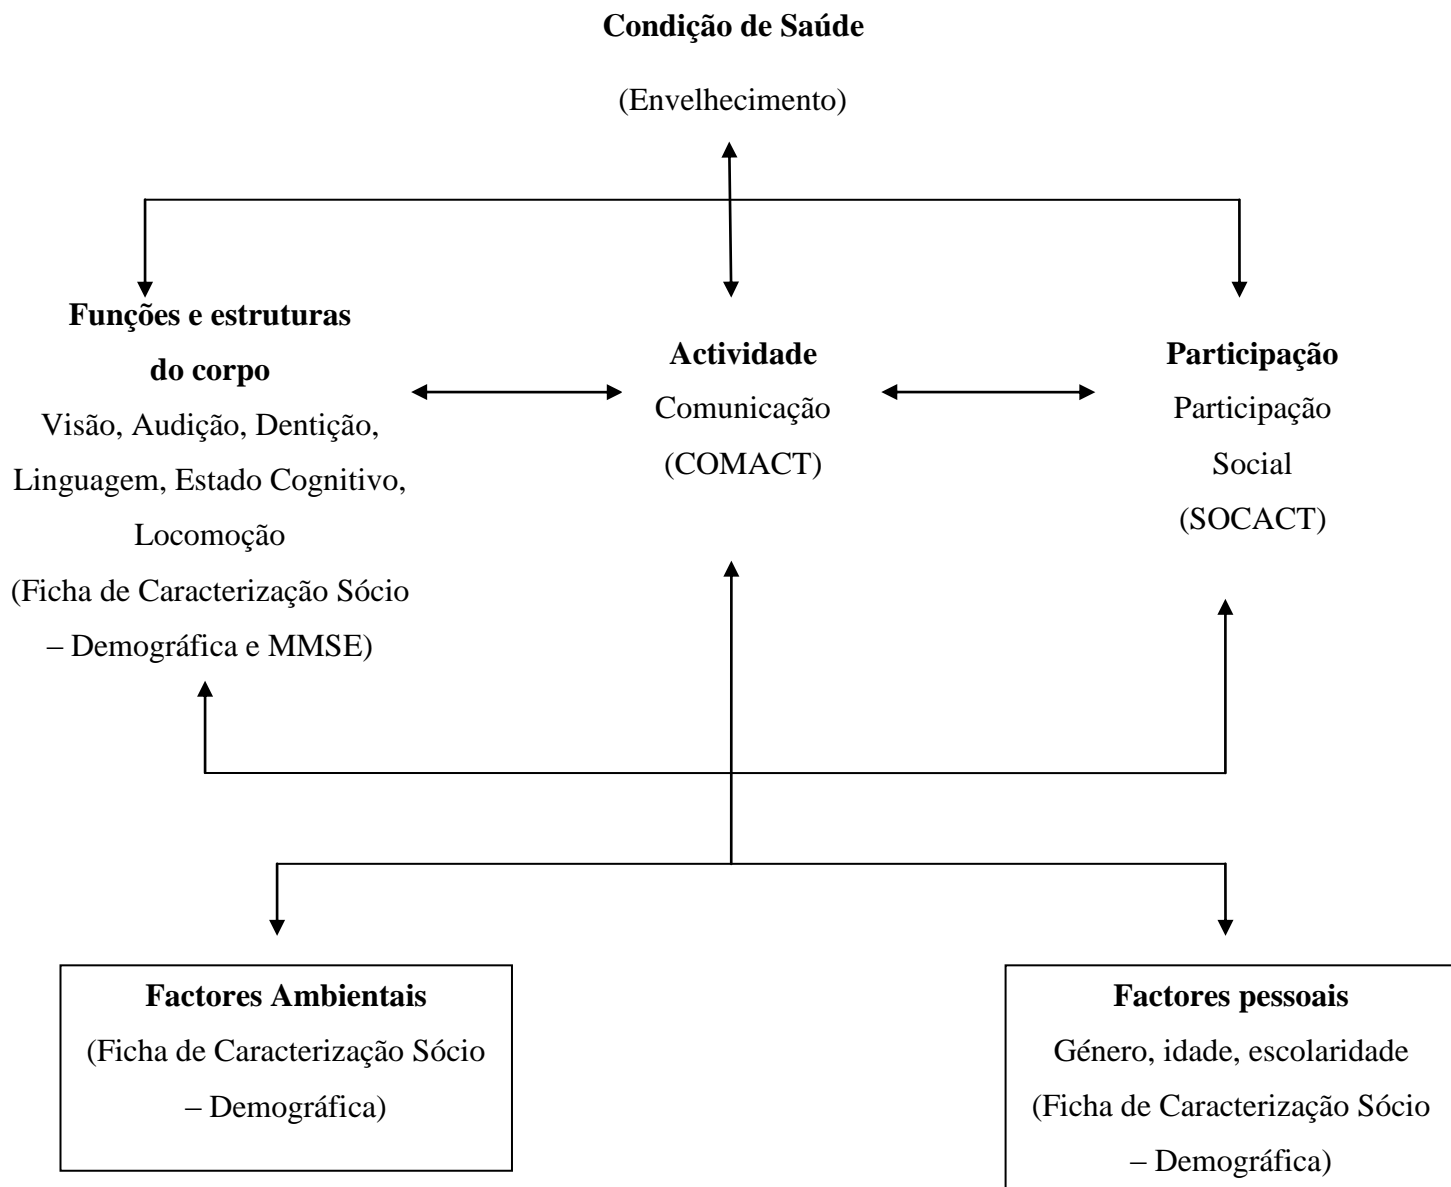 Condição de Saúde
(Envelhecimento)
Funções e estruturas
do corpo
Visão, Audição, Dentição,
Linguagem, Estado Cognitivo,
Locomoção
(Ficha de Caracterização Sócio
– Demográfica e MMSE)
Actividade
Comunicação
(COMACT)
Participação
Participação
Social
(SOCACT)
Factores Ambientais
(Ficha de Caracterização Sócio
– Demográfica)
Factores pessoais
Género, idade, escolaridade
(Ficha de Caracterização Sócio
– Demográfica)